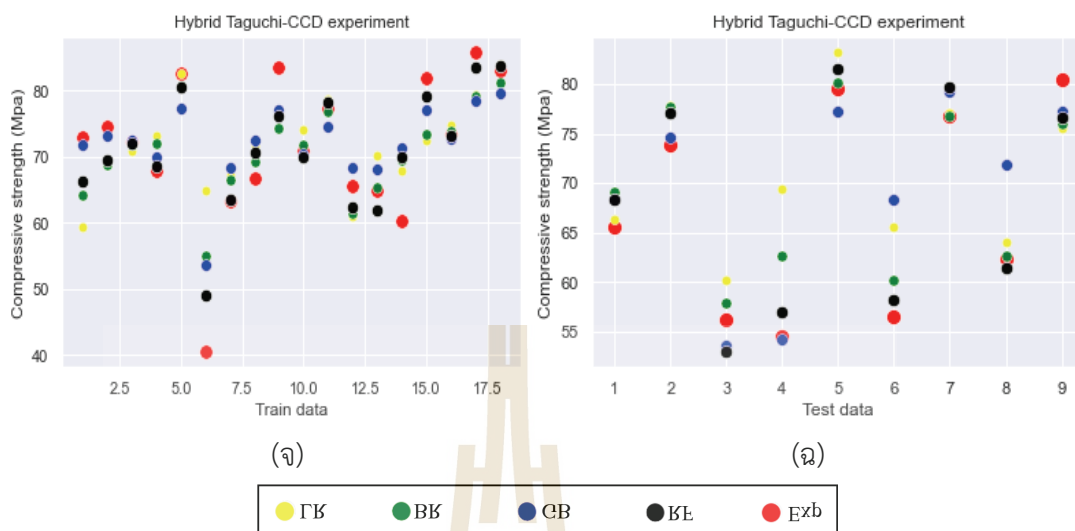 Hybrid Taguchi-CCD experiment
Compressive strength (Mpa)
80
70
60
50
40
2.5 5.0 7.5 10.0 12.5 15.0 17.5
Train data
(จ)
Hybrid Taguchi-CCD experiment
Compressive strength (Mpa)
80
75
70
65
60
55
1 2 3 4 5 6 7 8 9
Test data
(ฉ)
LR BR GB RF Exp